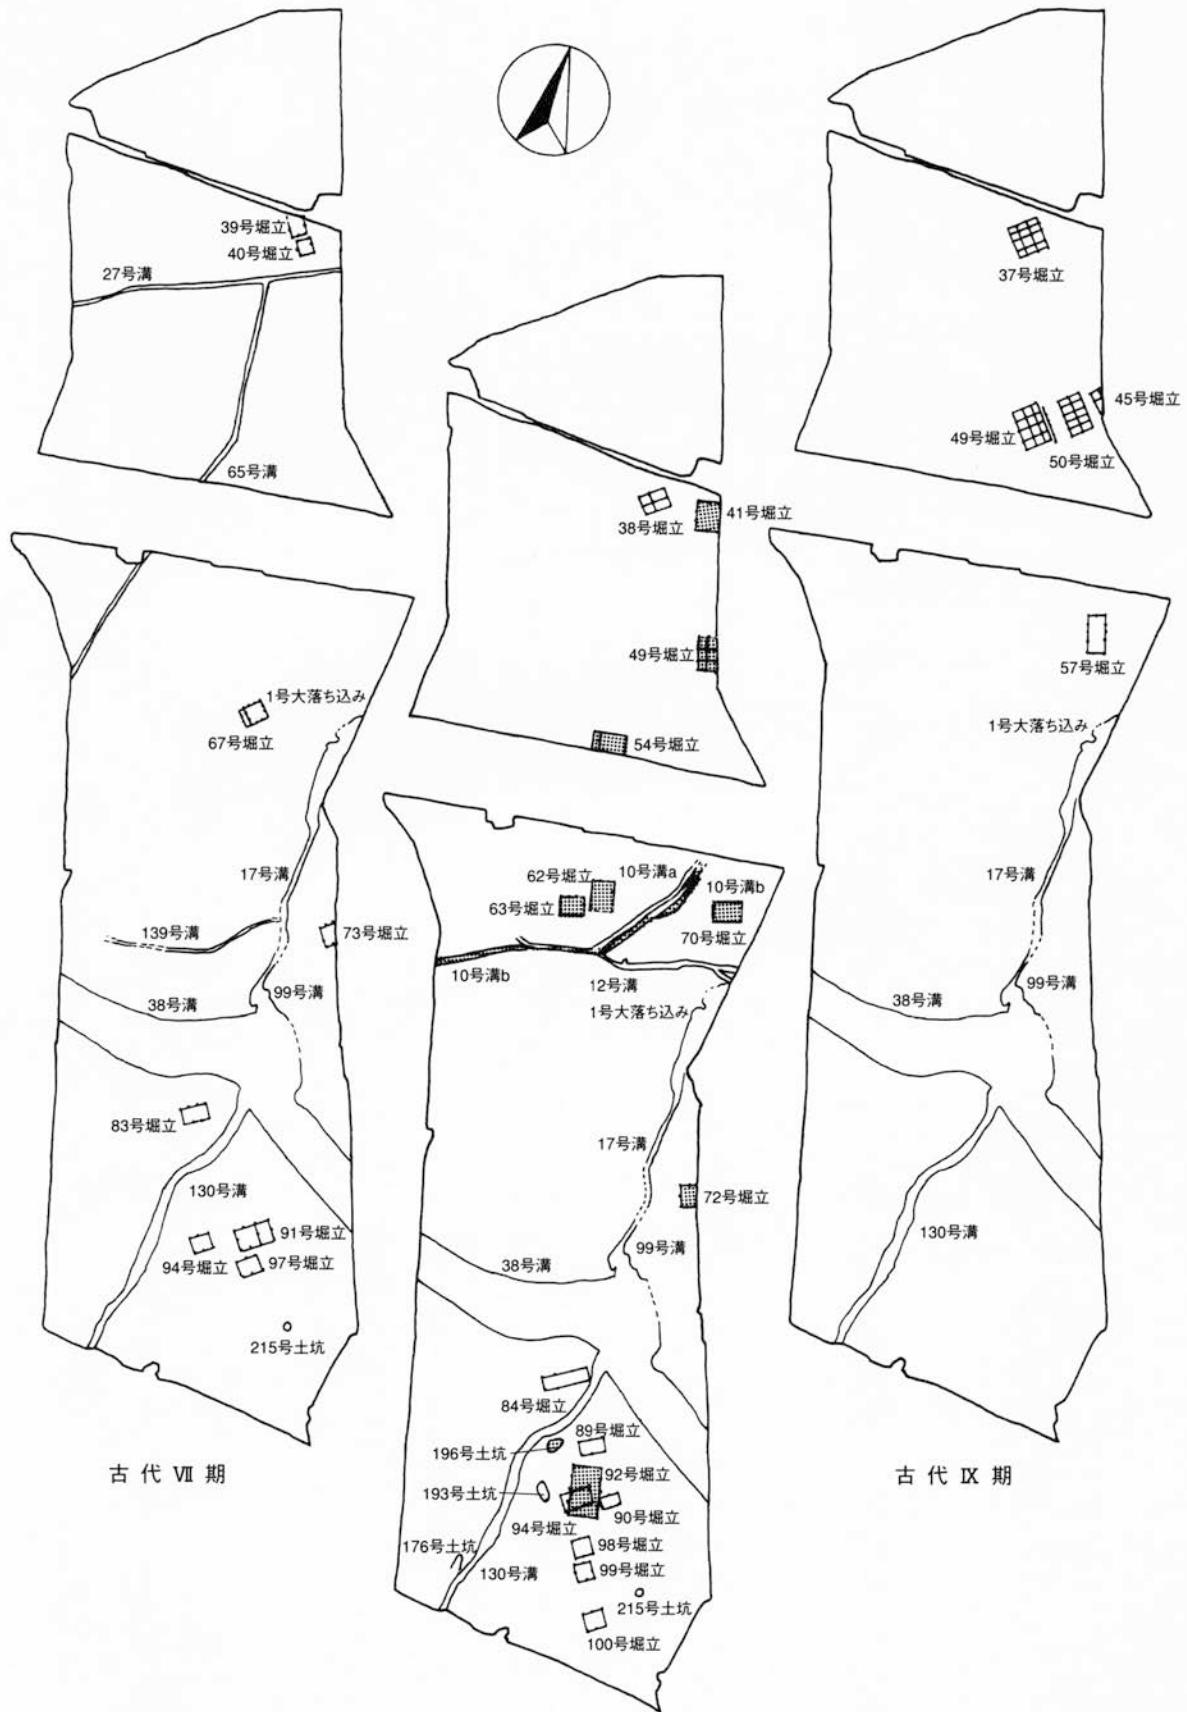 39号堀立
40号堀立
27号溝
65号溝
1号大落ち込み
67号堀立
17号溝
139号溝
73号堀立
99号溝
38号溝
83号堀立
130号溝
91号堀立
94号堀立
97号堀立
215号土坑
古代Ⅶ期
38号堀立
41号堀立
49号堀立
54号堀立
62号堀立
10号溝a
63号堀立
10号溝b
70号堀立
10号溝b
12号溝
1号大落ち込み
17号溝
72号堀立
99号溝
38号溝
84号堀立
89号堀立
196号土坑
92号堀立
193号土坑
90号堀立
94号堀立
176号土坑
98号堀立
130号溝
99号堀立
215号土坑
100号堀立
37号堀立
45号堀立
49号堀立
50号堀立
57号堀立
1号大落ち込み
17号溝
99号溝
38号溝
130号溝
古代Ⅸ期